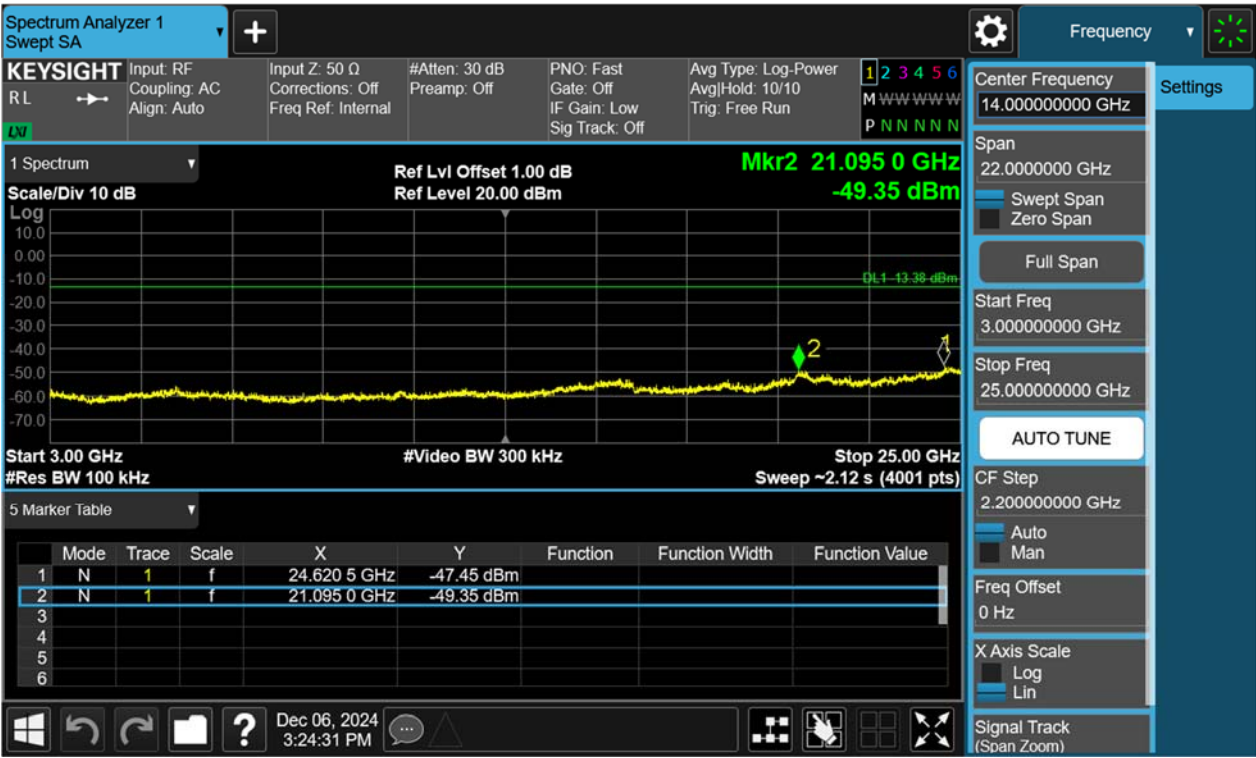 Spectrum Analyzer 1
Swept SA
+
Frequency
KEYSIGHT
RL
LXI
Input: RF
Coupling: AC
Align: Auto
Input Z: 50 Ω
Corrections: Off
Freq Ref: Internal
#Atten: 30 dB
Preamp: Off
PNO: Fast
Gate: Off
IF Gain: Low
Sig Track: Off
Avg Type: Log-Power
Avg|Hold: 10/10
Trig: Free Run
1 2 3 4 5 6
M W W W W W
P N N N N N
Center Frequency
14.000000000 GHz
Settings
Span
22.0000000 GHz
Swept Span
Zero Span
Full Span
Start Freq
3.000000000 GHz
Stop Freq
25.000000000 GHz
AUTO TUNE
CF Step
2.200000000 GHz
Auto
Man
Freq Offset
0 Hz
X Axis Scale
Log
Lin
Signal Track
(Span Zoom)
1 Spectrum
Scale/Div 10 dB
Ref Lvl Offset 1.00 dB
Ref Level 20.00 dBm
Mkr2 21.095 0 GHz
-49.35 dBm
Log
10.0
0.00
-10.0
-20.0
-30.0
-40.0
-50.0
-60.0
-70.0
DL1 -13.38 dBm
2
1
Start 3.00 GHz
#Res BW 100 kHz
#Video BW 300 kHz
Stop 25.00 GHz
Sweep ~2.12 s (4001 pts)
5 Marker Table
Mode Trace Scale X Y Function Function Width Function Value
1 N 1 f 24.620 5 GHz -47.45 dBm
2 N 1 f 21.095 0 GHz -49.35 dBm
3
4
5
6
?
Dec 06, 2024
3:24:31 PM